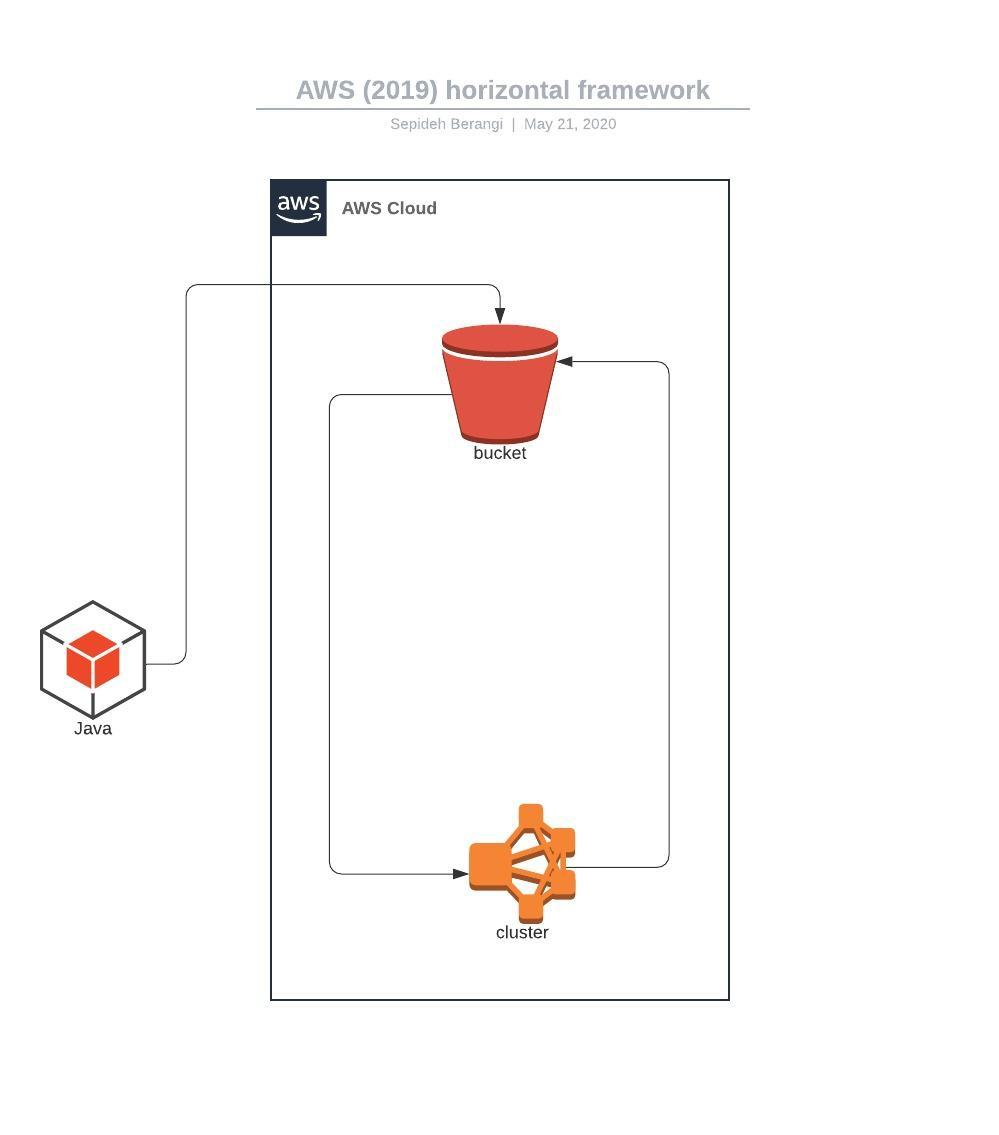 AWS (2019) horizontal framework
Sepideh Berangi | May 21, 2020
aws
AWS Cloud
bucket
Java
cluster